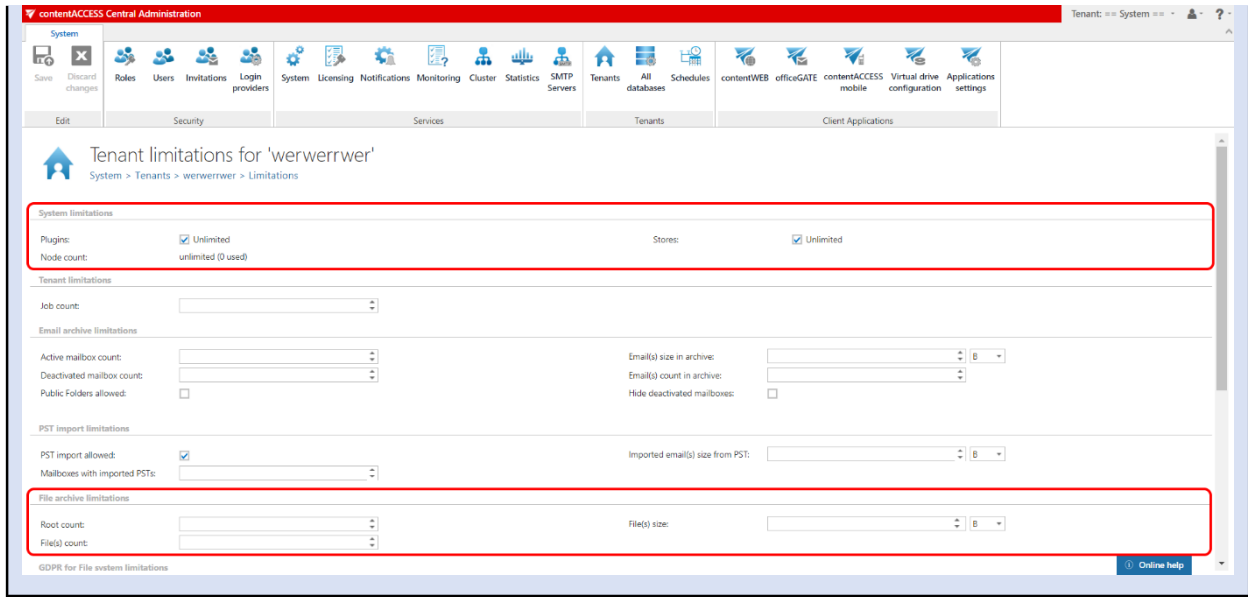 contentACCESS Central Administration
Tenant: == System ==
?
System
Save
Discard changes
Roles
Users
Invitations
Login providers
System
Licensing
Notifications
Monitoring
Cluster
Statistics
SMTP Servers
Tenants
All databases
Schedules
contentWEB
officeGATE
contentACCESS mobile
Virtual drive configuration
Applications settings
Edit
Security
Services
Tenants
Client Applications
Tenant limitations for 'werwerrwer'
System > Tenants > werwerrwer > Limitations
System limitations
Plugins: Unlimited
Stores: Unlimited
Node count: unlimited (0 used)
Tenant limitations
Job count:
Email archive limitations
Active mailbox count:
Email(s) size in archive: B
Deactivated mailbox count:
Email(s) count in archive:
Public Folders allowed:
Hide deactivated mailboxes:
PST import limitations
PST import allowed:
Imported email(s) size from PST: B
Mailboxes with imported PSTs:
File archive limitations
Root count:
File(s) size: B
File(s) count:
GDPR for File system limitations
Online help